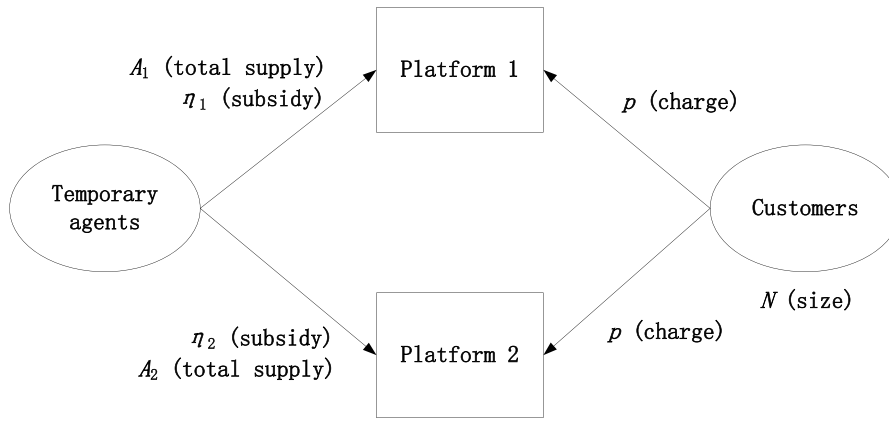 A₁ (total supply)
η₁ (subsidy)
Platform 1
p (charge)
Temporary
agents
Customers
N (size)
η₂ (subsidy)
A₂ (total supply)
Platform 2
p (charge)